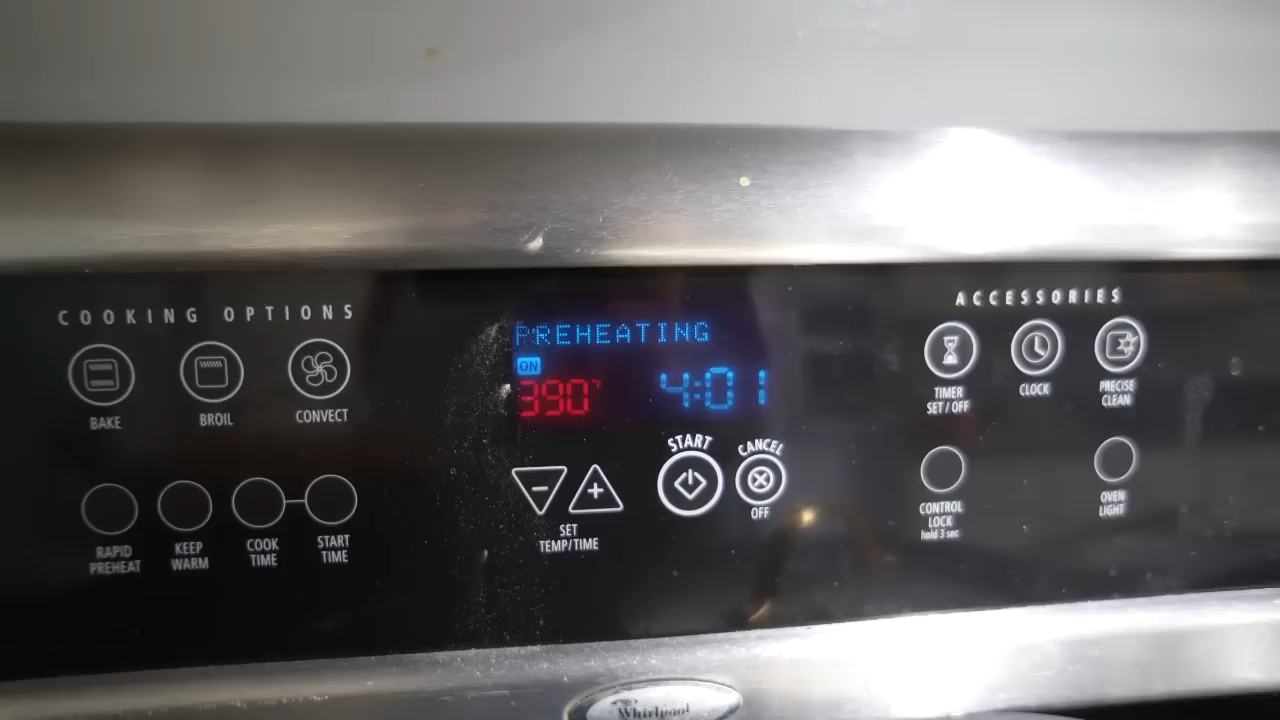 COOKING OPTIONS
BAKE
BROIL
CONVECT
RAPID
PREHEAT
KEEP
WARM
COOK
TIME
START
TIME
PREHEATING
ON
390°F
4:01
START
CANCEL
OFF
SET
TEMP/TIME
ACCESSORIES
TIMER
SET / OFF
CLOCK
PRECISE
CLEAN
CONTROL
LOCK
hold 3 sec
OVEN
LIGHT
Whirlpool